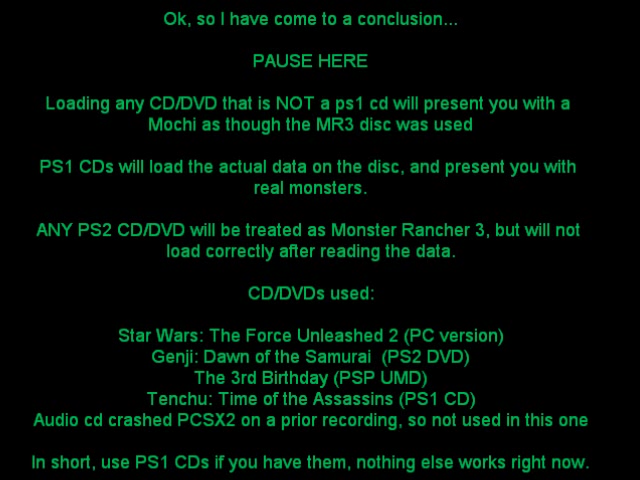 Ok, so I have come to a conclusion...
PAUSE HERE
Loading any CD/DVD that is NOT a ps1 cd will present you with a
Mochi as though the MR3 disc was used
PS1 CDs will load the actual data on the disc, and present you with
real monsters.
ANY PS2 CD/DVD will be treated as Monster Rancher 3, but will not
load correctly after reading the data.
CD/DVDs used:
Star Wars: The Force Unleashed 2 (PC version)
Genji: Dawn of the Samurai (PS2 DVD)
The 3rd Birthday (PSP UMD)
Tenchu: Time of the Assassins (PS1 CD)
Audio cd crashed PCSX2 on a prior recording, so not used in this one
In short, use PS1 CDs if you have them, nothing else works right now.